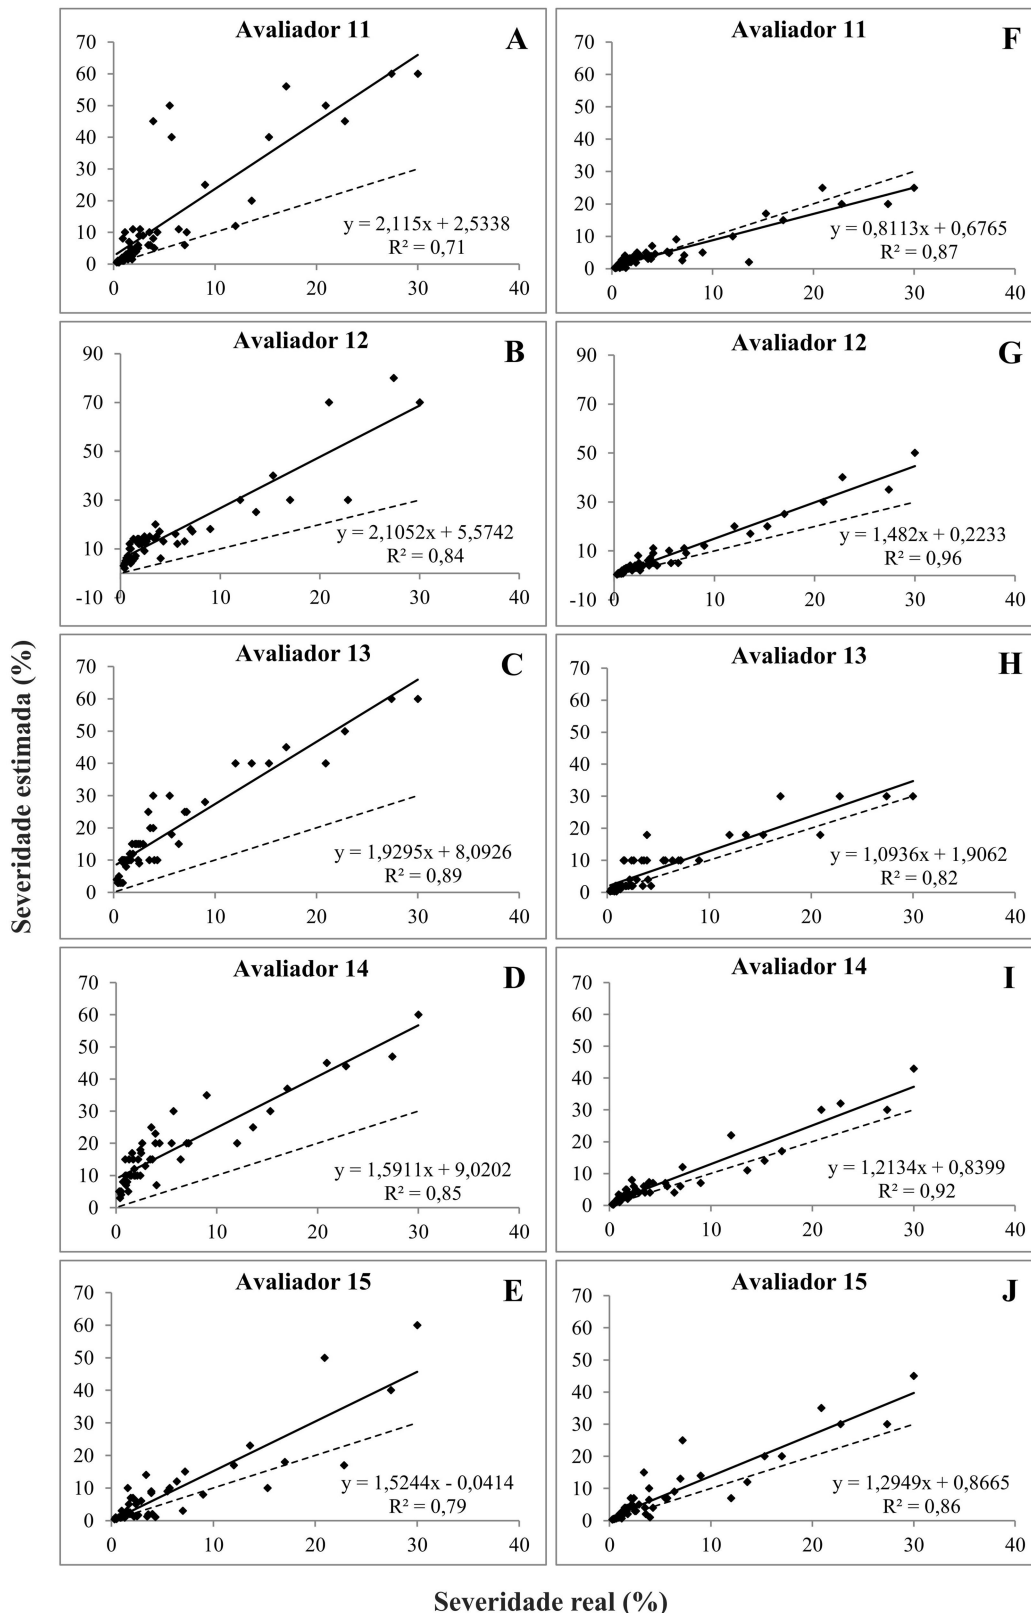 Avaliador 11
A
70
60
50
40
30
20
10
0
y = 2,115x + 2,5338
R² = 0,71
0 10 20 30 40
Avaliador 11
F
70
60
50
40
30
20
10
0
y = 0,8113x + 0,6765
R² = 0,87
0 10 20 30 40
Avaliador 12
B
90
70
50
30
10
-10
y = 2,1052x + 5,5742
R² = 0,84
0 10 20 30 40
Avaliador 12
G
90
70
50
30
10
-10
y = 1,482x + 0,2233
R² = 0,96
0 10 20 30 40
Avaliador 13
C
70
60
50
40
30
20
10
0
y = 1,9295x + 8,0926
R² = 0,89
0 10 20 30 40
Avaliador 13
H
70
60
50
40
30
20
10
0
y = 1,0936x + 1,9062
R² = 0,82
0 10 20 30 40
Avaliador 14
D
70
60
50
40
30
20
10
0
y = 1,5911x + 9,0202
R² = 0,85
0 10 20 30 40
Avaliador 14
I
70
60
50
40
30
20
10
0
y = 1,2134x + 0,8399
R² = 0,92
0 10 20 30 40
Avaliador 15
E
70
60
50
40
30
20
10
0
y = 1,5244x - 0,0414
R² = 0,79
0 10 20 30 40
Avaliador 15
J
70
60
50
40
30
20
10
0
y = 1,2949x + 0,8665
R² = 0,86
0 10 20 30 40
Severidade estimada (%)
Severidade real (%)